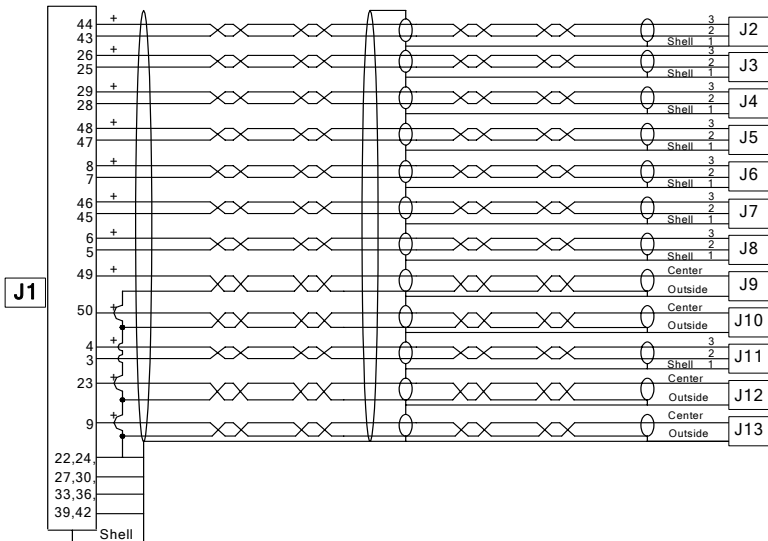 44 + 3 J2
43 2
Shell 1
26 + 3 J3
25 2
Shell 1
29 + 3 J4
28 2
Shell 1
48 + 3 J5
47 2
Shell 1
8 + 3 J6
7 2
Shell 1
46 + 3 J7
45 2
Shell 1
6 + 3 J8
5 2
Shell 1
49 + Center J9
Outside
J1
50 + Center J10
Outside
4 + 3 J11
3 2
Shell 1
23 + Center J12
Outside
9 + Center J13
Outside
22,24,
27,30,
33,36,
39,42
Shell